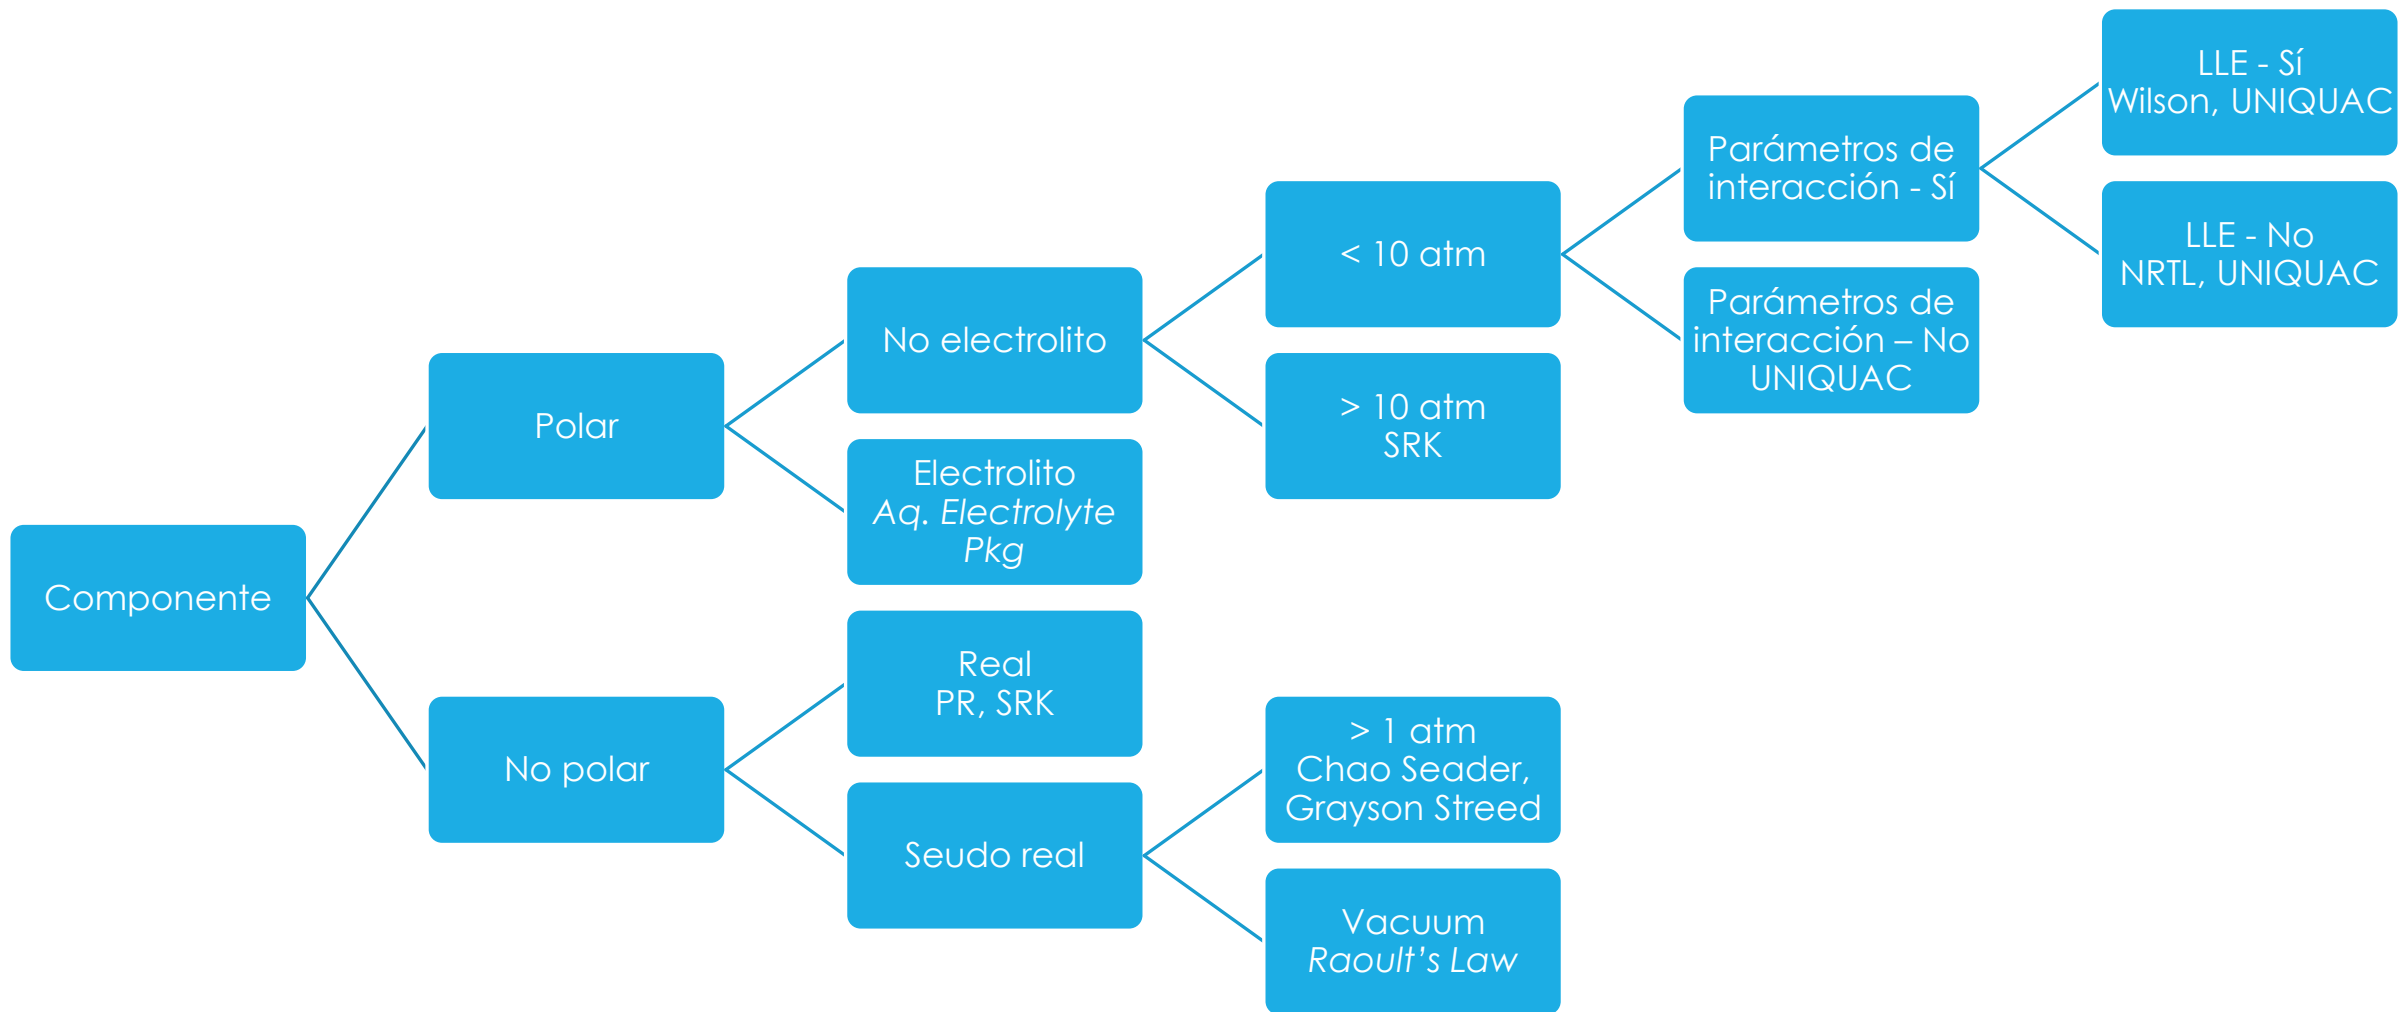 Componente
Polar
No electrolito
< 10 atm
Parámetros de
interacción - Sí
LLE - Sí
Wilson, UNIQUAC
LLE - No
NRTL, UNIQUAC
Parámetros de
interacción – No
UNIQUAC
> 10 atm
SRK
Electrolito
Aq. Electrolyte
Pkg
No polar
Real
PR, SRK
Seudo real
> 1 atm
Chao Seader,
Grayson Streed
Vacuum
Raoult’s Law